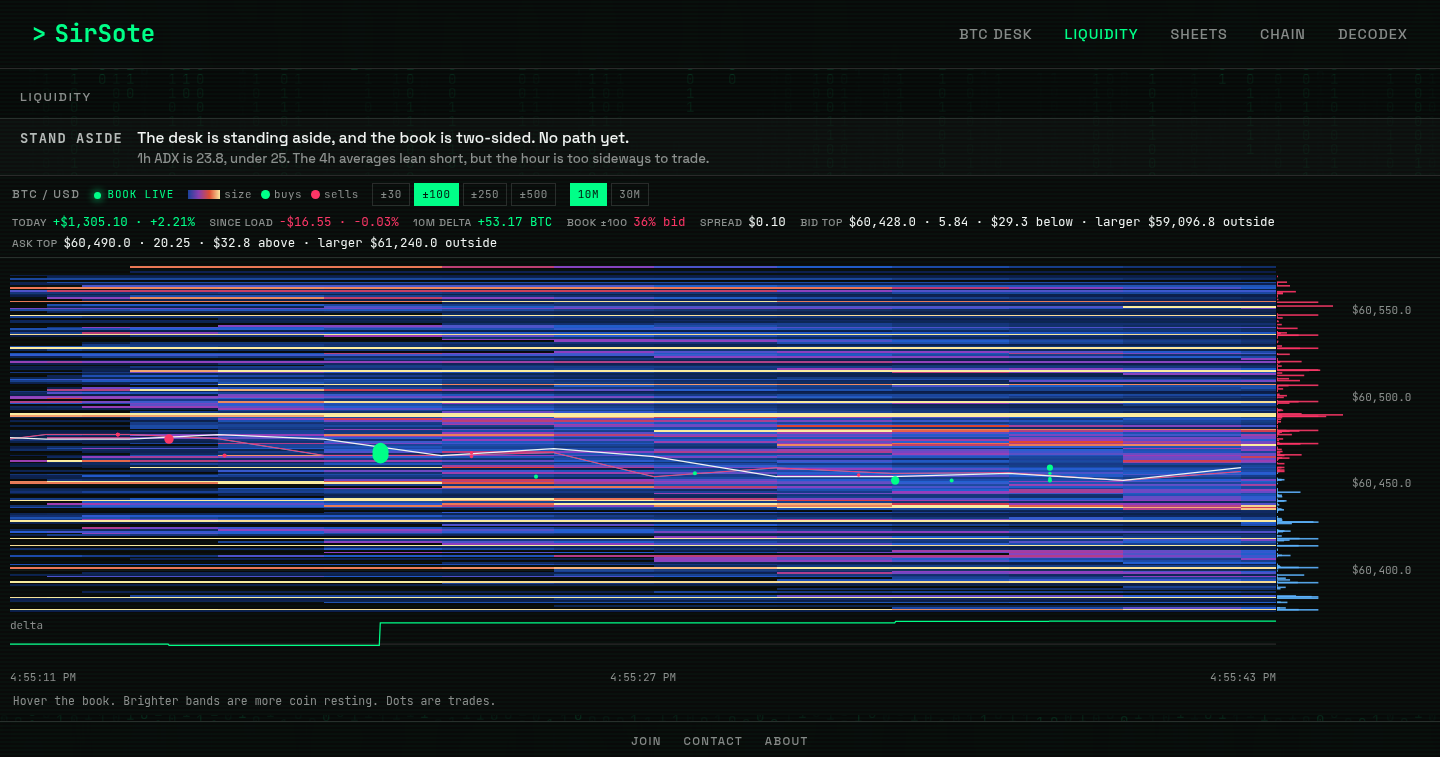 > SirSote
BTC DESK LIQUIDITY SHEETS CHAIN DECODEX
LIQUIDITY
STAND ASIDE The desk is standing aside, and the book is two-sided. No path yet.
1h ADX is 23.8, under 25. The 4h averages lean short, but the hour is too sideways to trade.
BTC / USD BOOK LIVE size buys sells ±30 ±100 ±250 ±500 10M 30M
TODAY +$1,305.10 · +2.21% SINCE LOAD -$16.55 · -0.03% 10M DELTA +53.17 BTC BOOK ±100 36% bid SPREAD $0.10 BID TOP $60,428.0 · 5.84 · $29.3 below · larger $59,096.8 outside
ASK TOP $60,490.0 · 20.25 · $32.8 above · larger $61,240.0 outside
$60,550.0
$60,500.0
$60,450.0
$60,400.0
delta
4:55:11 PM 4:55:27 PM 4:55:43 PM
Hover the book. Brighter bands are more coin resting. Dots are trades.
JOIN CONTACT ABOUT